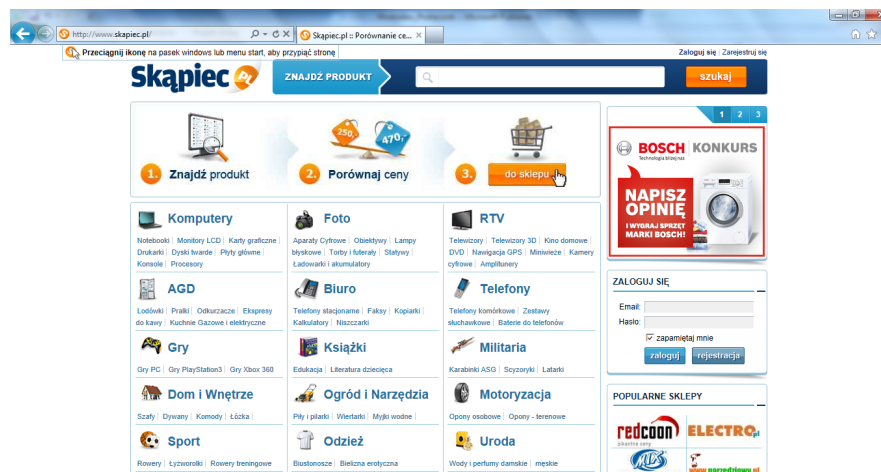 http://www.skapiec.pl/
Skąpiec.pl :: Porównanie ce...
Przeciągnij ikonę na pasek windows lub menu start, aby przypiąć stronę
Zaloguj się | Zarejestruj się
Skąpiec PL
ZNAJDŹ PRODUKT
szukaj
1 2 3
250,-
470,-
1. Znajdź produkt
2. Porównaj ceny
3. do sklepu
BOSCH
Technologia bliżej nas
KONKURS
NAPISZ
OPINIĘ
I WYGRAJ SPRZĘT
MARKI BOSCH!
Komputery
Notebooki | Monitory LCD | Karty graficzne |
Drukarki | Dyski twarde | Płyty główne |
Konsole | Procesory
Foto
Aparaty Cyfrowe | Obiektywy | Lampy
błyskowe | Torby i futerały | Statywy |
Ładowarki i akumulatory
RTV
Telewizory | Telewizory 3D | Kino domowe |
DVD | Nawigacja GPS | Miniwieże | Kamery
cyfrowe | Amplitunery
AGD
Lodówki | Pralki | Odkurzacze | Ekspresy
do kawy | Kuchnie Gazowe i elektryczne
Biuro
Telefony stacjonarne | Faksy | Kopiarki |
Kalkulatory | Niszczarki
Telefony
Telefony komórkowe | Zestawy
słuchawkowe | Baterie do telefonów
Gry
Gry PC | Gry PlayStation3 | Gry Xbox 360
Książki
Edukacja | Literatura dziecięca
Militaria
Karabinki ASG | Scyzoryki | Latarki
Dom i Wnętrze
Szafy | Dywany | Komody | Łóżka |
Ogród i Narzędzia
Piły i pilarki | Wiertarki | Myjki wodne |
Motoryzacja
Opony osobowe | Opony - terenowe
Sport
Rowery | Łyżworolki | Rowery treningowe
Odzież
Biustonosze | Bielizna erotyczna
Uroda
Wody i perfumy damskie | męskie
ZALOGUJ SIĘ
Email:
Hasło:
zapamiętaj mnie
zaloguj
rejestracja
POPULARNE SKLEPY
redcoon
pikantne ceny
ELECTRO.pl
www.narzedziowy.pl